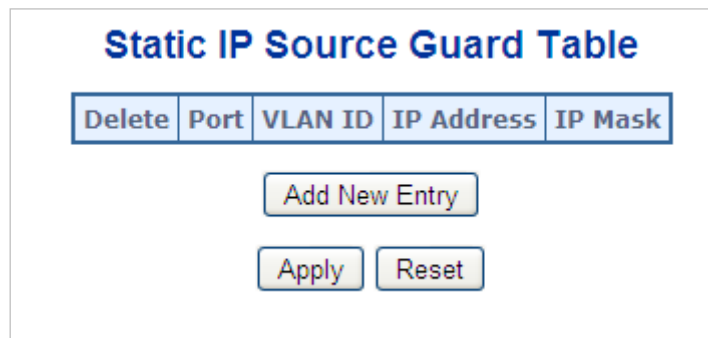 Static IP Source Guard Table
Delete Port VLAN ID IP Address IP Mask
Add New Entry
Apply Reset